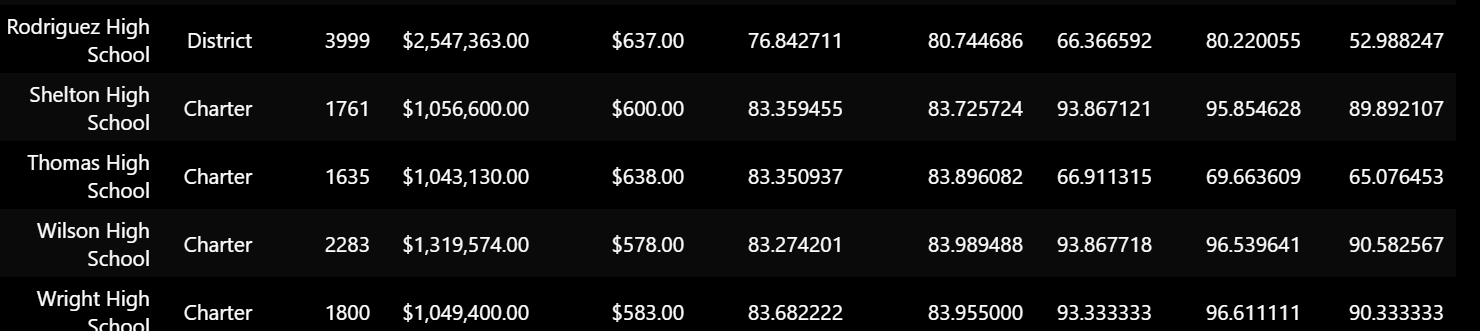 Rodriguez High
School District 3999 $2,547,363.00 $637.00 76.842711 80.744686 66.366592 80.220055 52.988247
Shelton High
School Charter 1761 $1,056,600.00 $600.00 83.359455 83.725724 93.867121 95.854628 89.892107
Thomas High
School Charter 1635 $1,043,130.00 $638.00 83.350937 83.896082 66.911315 69.663609 65.076453
Wilson High
School Charter 2283 $1,319,574.00 $578.00 83.274201 83.989488 93.867718 96.539641 90.582567
Wright High
School Charter 1800 $1,049,400.00 $583.00 83.682222 83.955000 93.333333 96.611111 90.333333